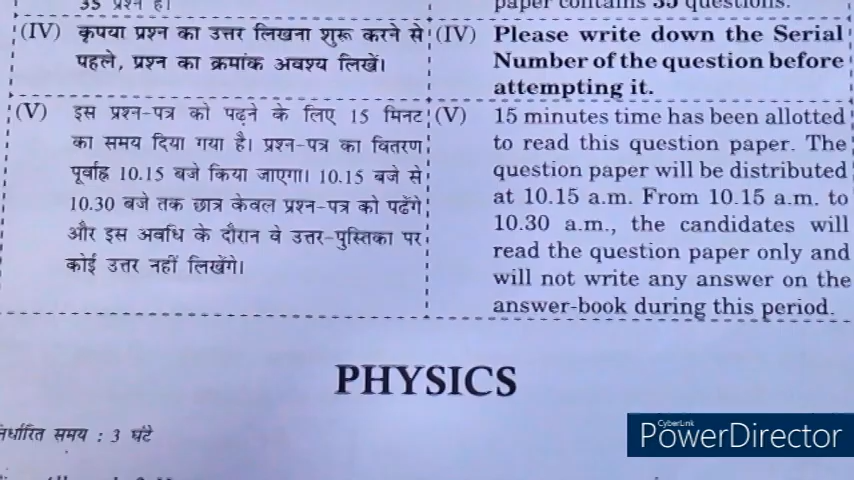 35 प्रश्न हैं।
(IV) कृपया प्रश्न का उत्तर लिखना शुरू करने से
पहले, प्रश्न का क्रमांक अवश्य लिखें।
(V) इस प्रश्न-पत्र को पढ़ने के लिए 15 मिनट
का समय दिया गया है। प्रश्न-पत्र का वितरण
पूर्वाह्न 10.15 बजे किया जाएगा। 10.15 बजे से
10.30 बजे तक छात्र केवल प्रश्न-पत्र को पढ़ेंगे
और इस अवधि के दौरान वे उत्तर-पुस्तिका पर
कोई उत्तर नहीं लिखेंगे।
paper contains 35 questions.
(IV) Please write down the Serial
Number of the question before
attempting it.
(V) 15 minutes time has been allotted
to read this question paper. The
question paper will be distributed
at 10.15 a.m. From 10.15 a.m. to
10.30 a.m., the candidates will
read the question paper only and
will not write any answer on the
answer-book during this period.
PHYSICS
निर्धारित समय : 3 घंटे
CyberLink
PowerDirector